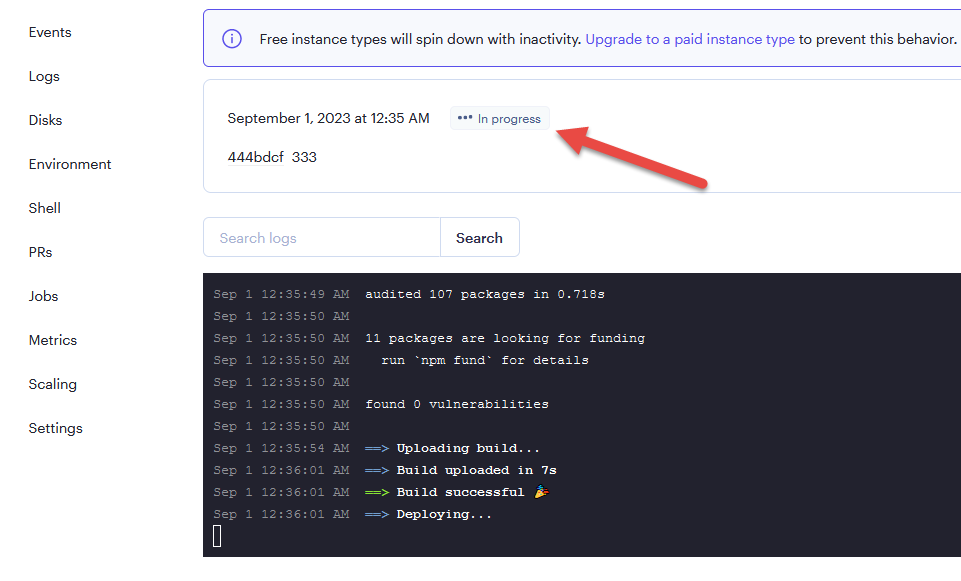 Events
Logs
Disks
Environment
Shell
PRs
Jobs
Metrics
Scaling
Settings
Free instance types will spin down with inactivity. Upgrade to a paid instance type to prevent this behavior.
September 1, 2023 at 12:35 AM ••• In progress
444bdcf 333
Search logs Search
Sep 1 12:35:49 AM audited 107 packages in 0.718s
Sep 1 12:35:50 AM
Sep 1 12:35:50 AM 11 packages are looking for funding
Sep 1 12:35:50 AM run `npm fund` for details
Sep 1 12:35:50 AM
Sep 1 12:35:50 AM found 0 vulnerabilities
Sep 1 12:35:50 AM
Sep 1 12:35:54 AM ==> Uploading build...
Sep 1 12:36:01 AM ==> Build uploaded in 7s
Sep 1 12:36:01 AM ==> Build successful 🎉
Sep 1 12:36:01 AM ==> Deploying...